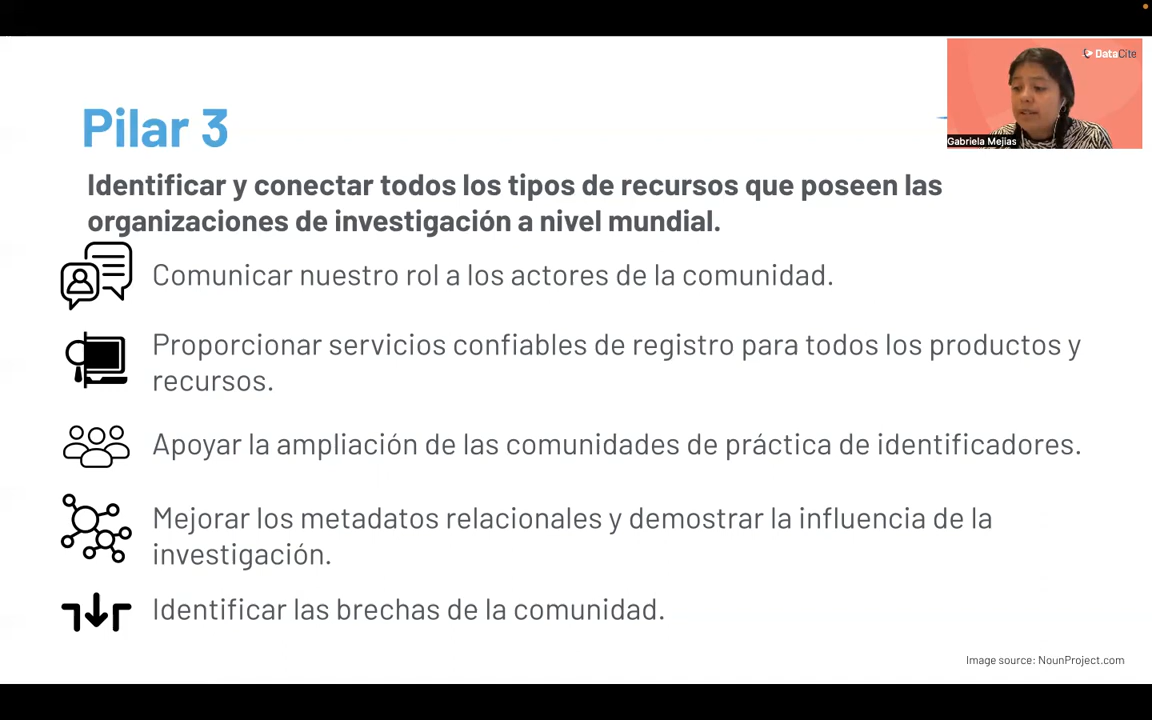 DataCite
Gabriela Mejias
Pilar 3
Identificar y conectar todos los tipos de recursos que poseen las
organizaciones de investigación a nivel mundial.
Comunicar nuestro rol a los actores de la comunidad.
Proporcionar servicios confiables de registro para todos los productos y
recursos.
Apoyar la ampliación de las comunidades de práctica de identificadores.
Mejorar los metadatos relacionales y demostrar la influencia de la
investigación.
Identificar las brechas de la comunidad.
Image source: NounProject.com